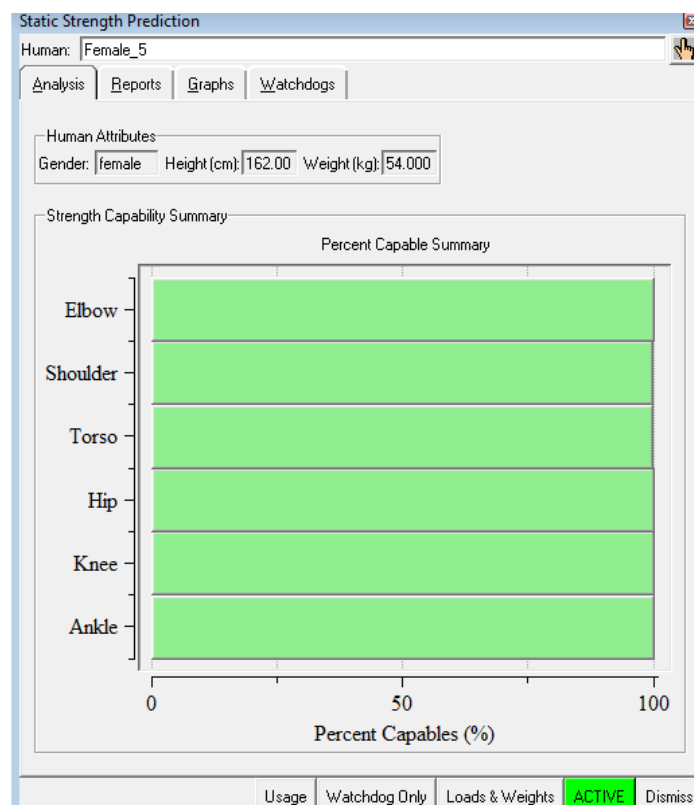 Static Strength Prediction
Human: Female_5
Analysis Reports Graphs Watchdogs
Human Attributes
Gender: female Height (cm): 162.00 Weight (kg): 54.000
Strength Capability Summary
Percent Capable Summary
Elbow
Shoulder
Torso
Hip
Knee
Ankle
0 50 100
Percent Capables (%)
Usage Watchdog Only Loads & Weights ACTIVE Dismiss